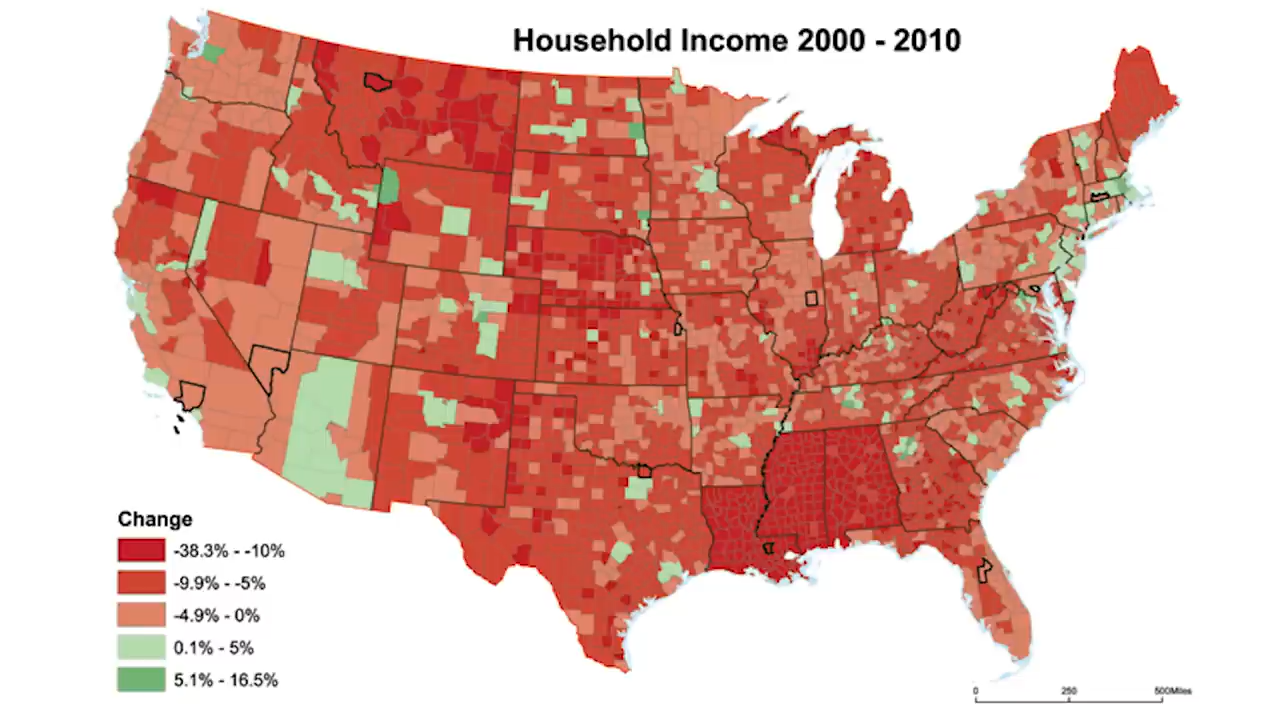 Household Income 2000 - 2010
Change
-38.3% - -10%
-9.9% - -5%
-4.9% - 0%
0.1% - 5%
5.1% - 16.5%
0 250 500Miles